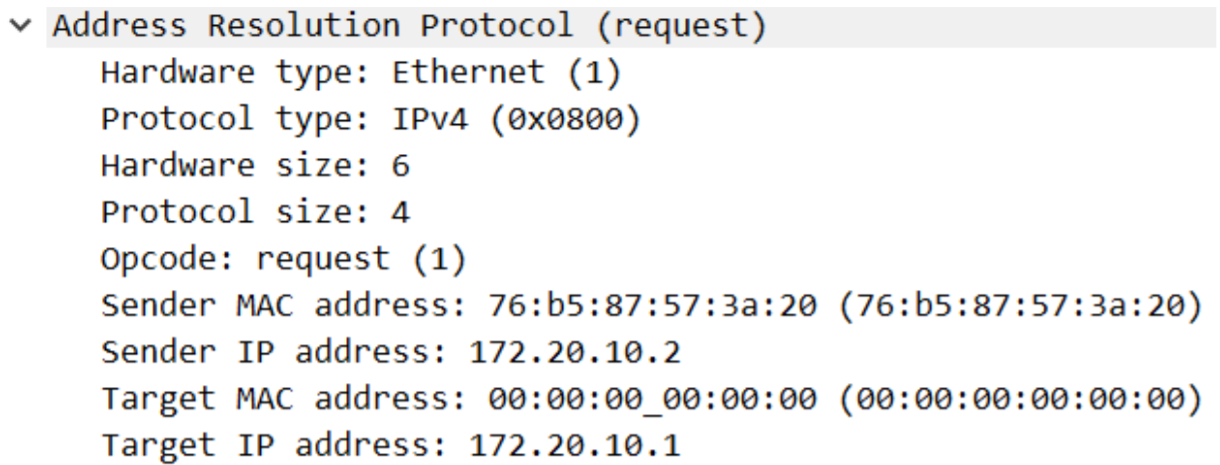 Address Resolution Protocol (request)
Hardware type: Ethernet (1)
Protocol type: IPv4 (0x0800)
Hardware size: 6
Protocol size: 4
Opcode: request (1)
Sender MAC address: 76:b5:87:57:3a:20 (76:b5:87:57:3a:20)
Sender IP address: 172.20.10.2
Target MAC address: 00:00:00_00:00:00 (00:00:00:00:00:00)
Target IP address: 172.20.10.1